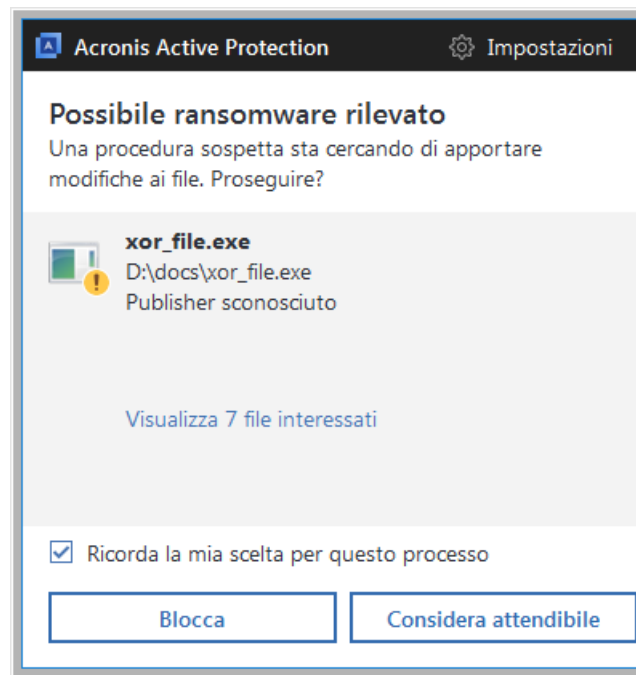 Acronis Active Protection
Impostazioni
Possibile ransomware rilevato
Una procedura sospetta sta cercando di apportare
modifiche ai file. Proseguire?
xor_file.exe
D:\docs\xor_file.exe
Publisher sconosciuto
Visualizza 7 file interessati
Ricorda la mia scelta per questo processo
Blocca
Considera attendibile